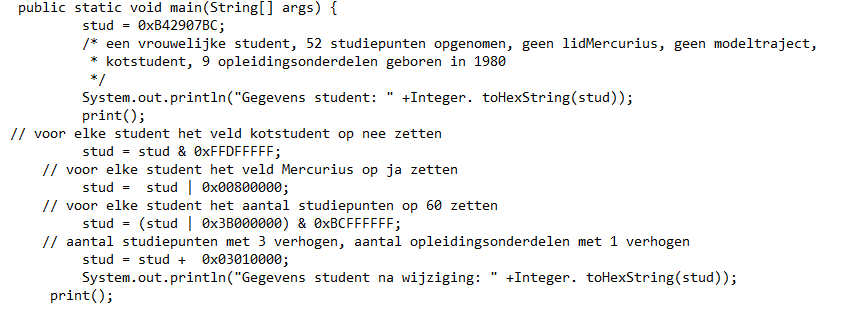 public static void main(String[] args) {
stud = 0xB42907BC;
/* een vrouwelijke student, 52 studiepunten opgenomen, geen lidMercurius, geen modeltraject,
* kotstudent, 9 opleidingsonderdelen geboren in 1980
*/
System.out.println("Gegevens student: " +Integer. toHexString(stud));
print();
// voor elke student het veld kotstudent op nee zetten
stud = stud & 0xFFDFFFFF;
// voor elke student het veld Mercurius op ja zetten
stud =  stud | 0x00800000;
// voor elke student het aantal studiepunten op 60 zetten
stud = (stud | 0x3B000000) & 0xBCFFFFFF;
// aantal studiepunten met 3 verhogen, aantal opleidingsonderdelen met 1 verhogen
stud = stud +  0x03010000;
System.out.println("Gegevens student na wijziging: " +Integer. toHexString(stud));
print();